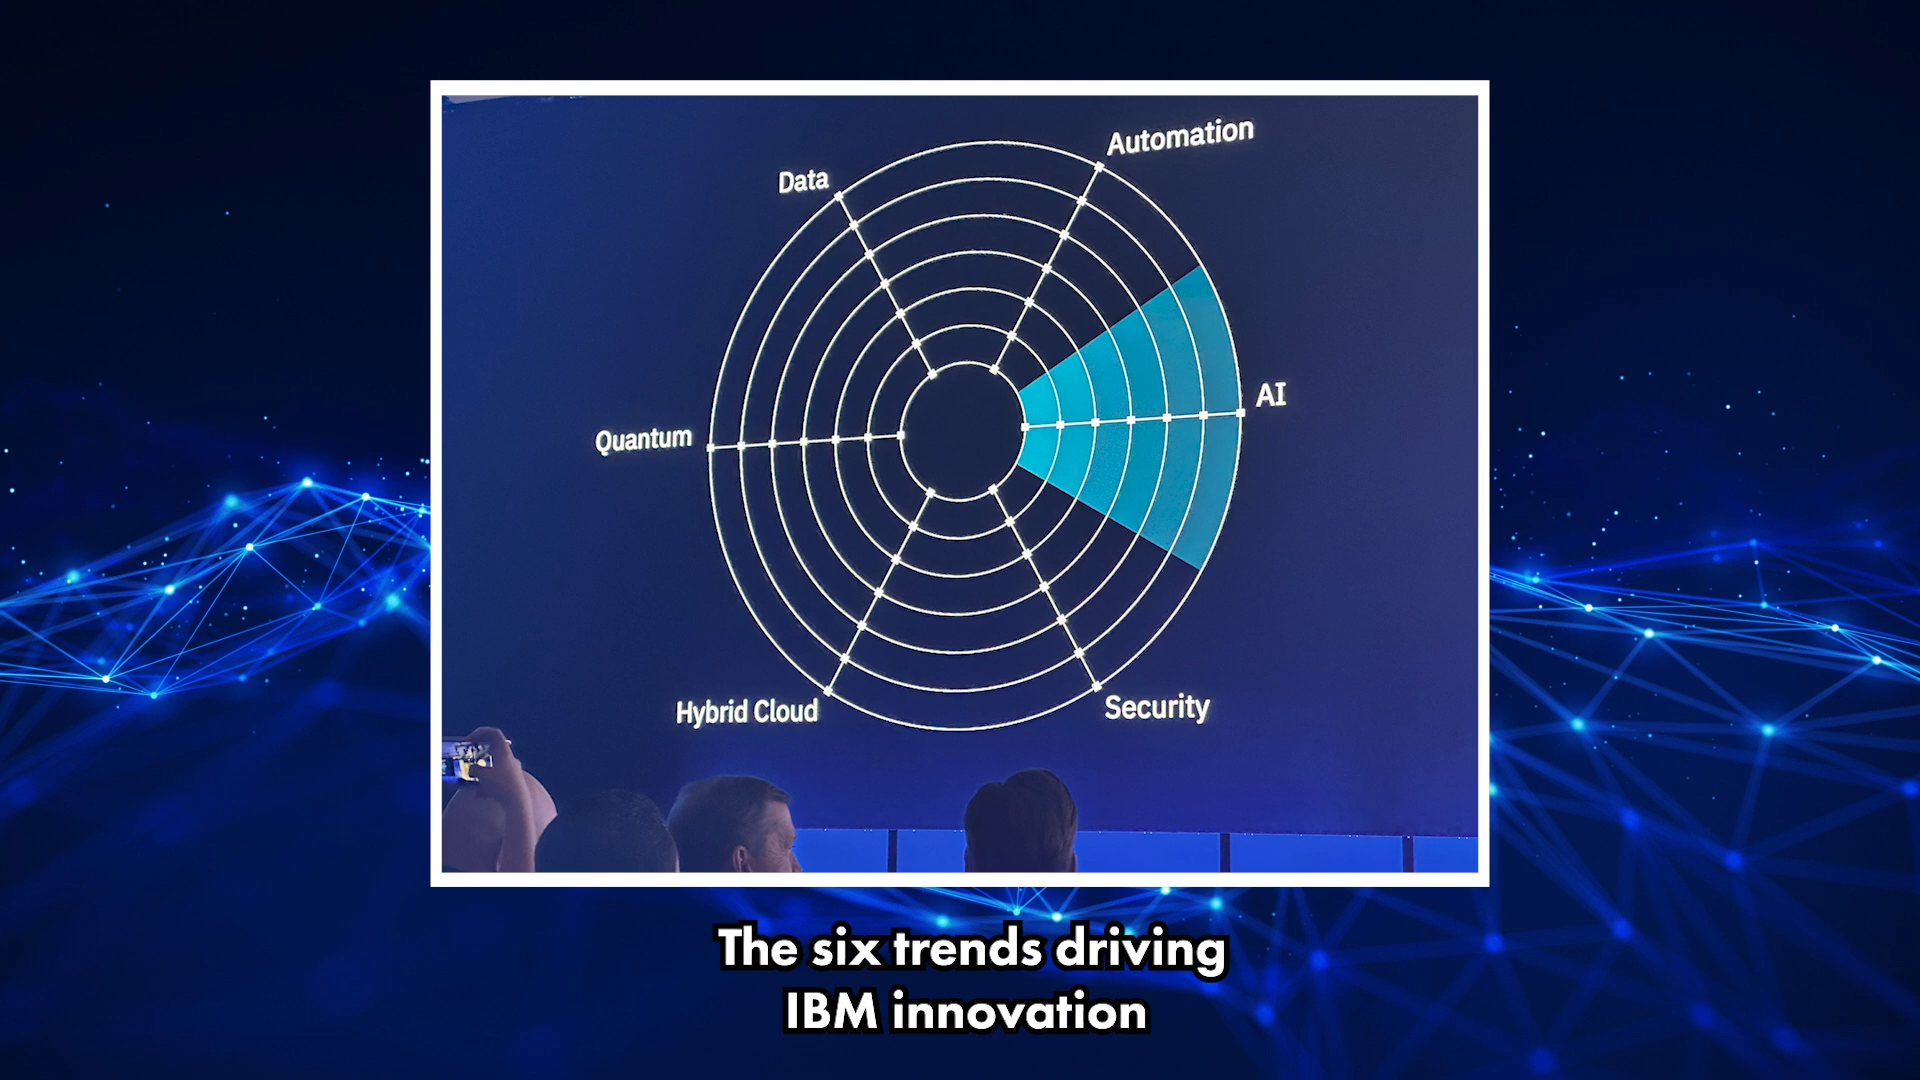 Automation
Data
AI
Quantum
Hybrid Cloud
Security
The six trends driving
IBM innovation